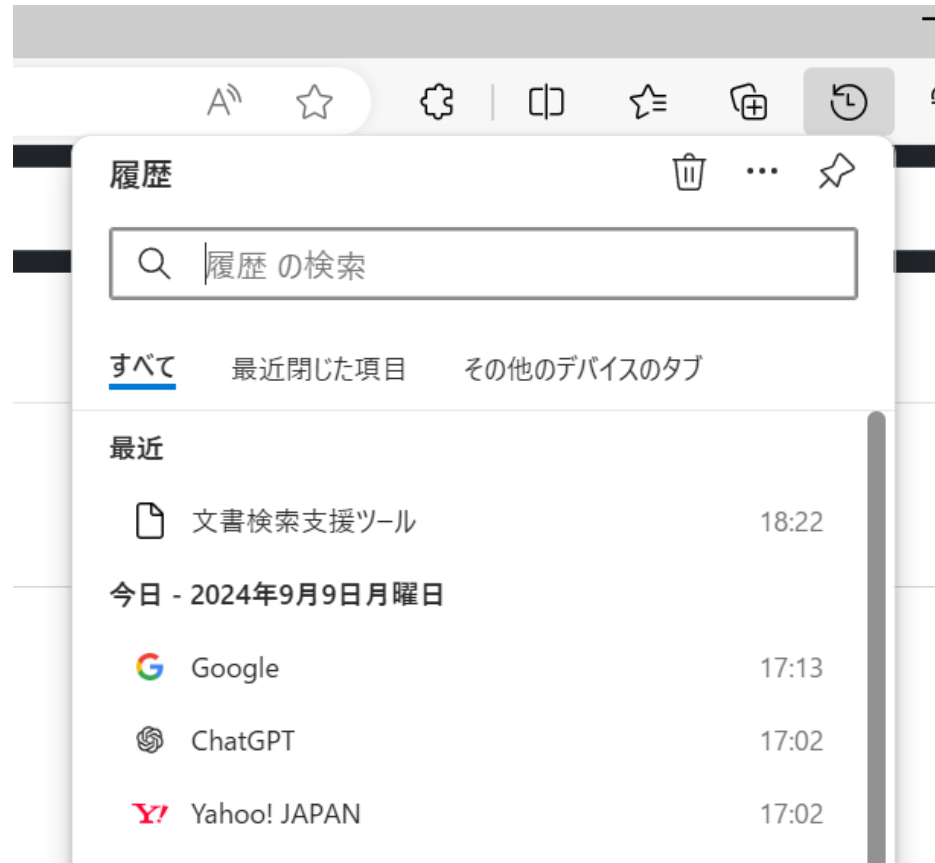 履歴
履歴 の検索
すべて 最近閉じた項目 その他のデバイスのタブ
最近
文書検索支援ツール 18:22
今日 - 2024年9月9日月曜日
Google 17:13
ChatGPT 17:02
Yahoo! JAPAN 17:02